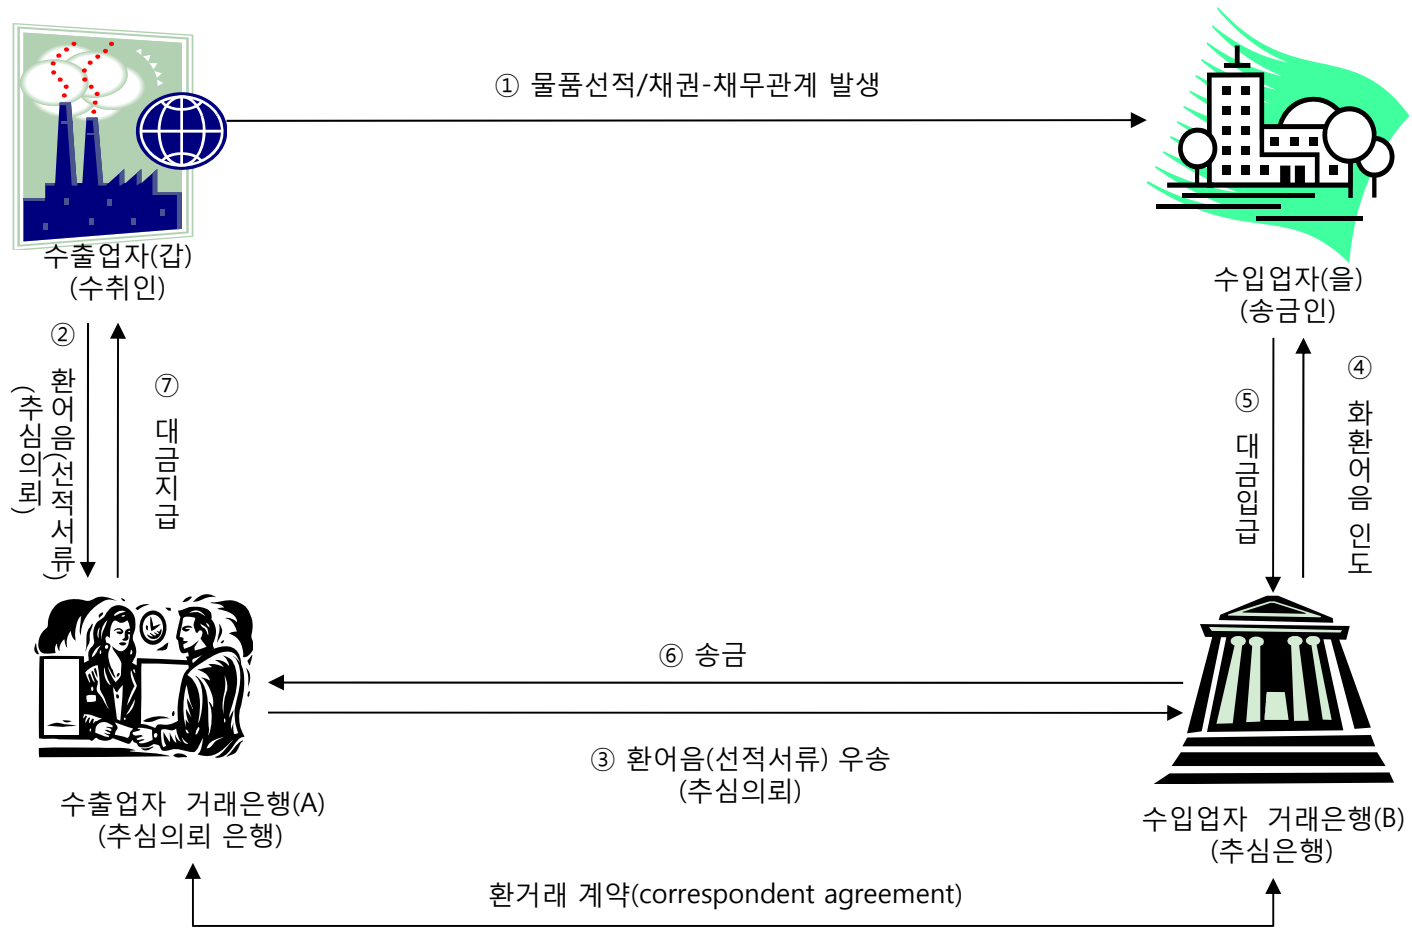 ① 물품선적/채권-채무관계 발생
수출업자(갑)
(수취인)
수입업자(을)
(송금인)
② 환어음(선적서류)
(추심의뢰)
⑦ 대금지급
⑤ 대금입급
④ 화환어음 인도
⑥ 송금
③ 환어음(선적서류) 우송
(추심의뢰)
수출업자 거래은행(A)
(추심의뢰 은행)
수입업자 거래은행(B)
(추심은행)
환거래 계약(correspondent agreement)